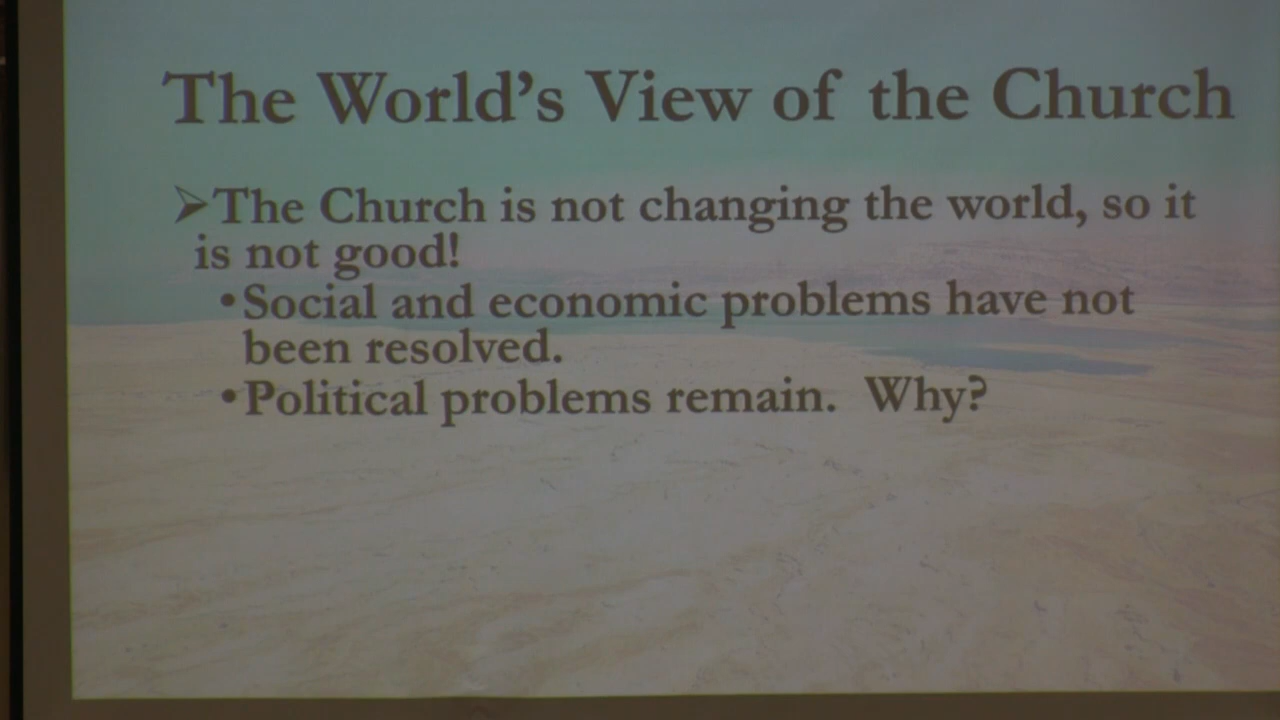 The World's View of the Church
➢The Church is not changing the world, so it
is not good!
•Social and economic problems have not
been resolved.
•Political problems remain.  Why?